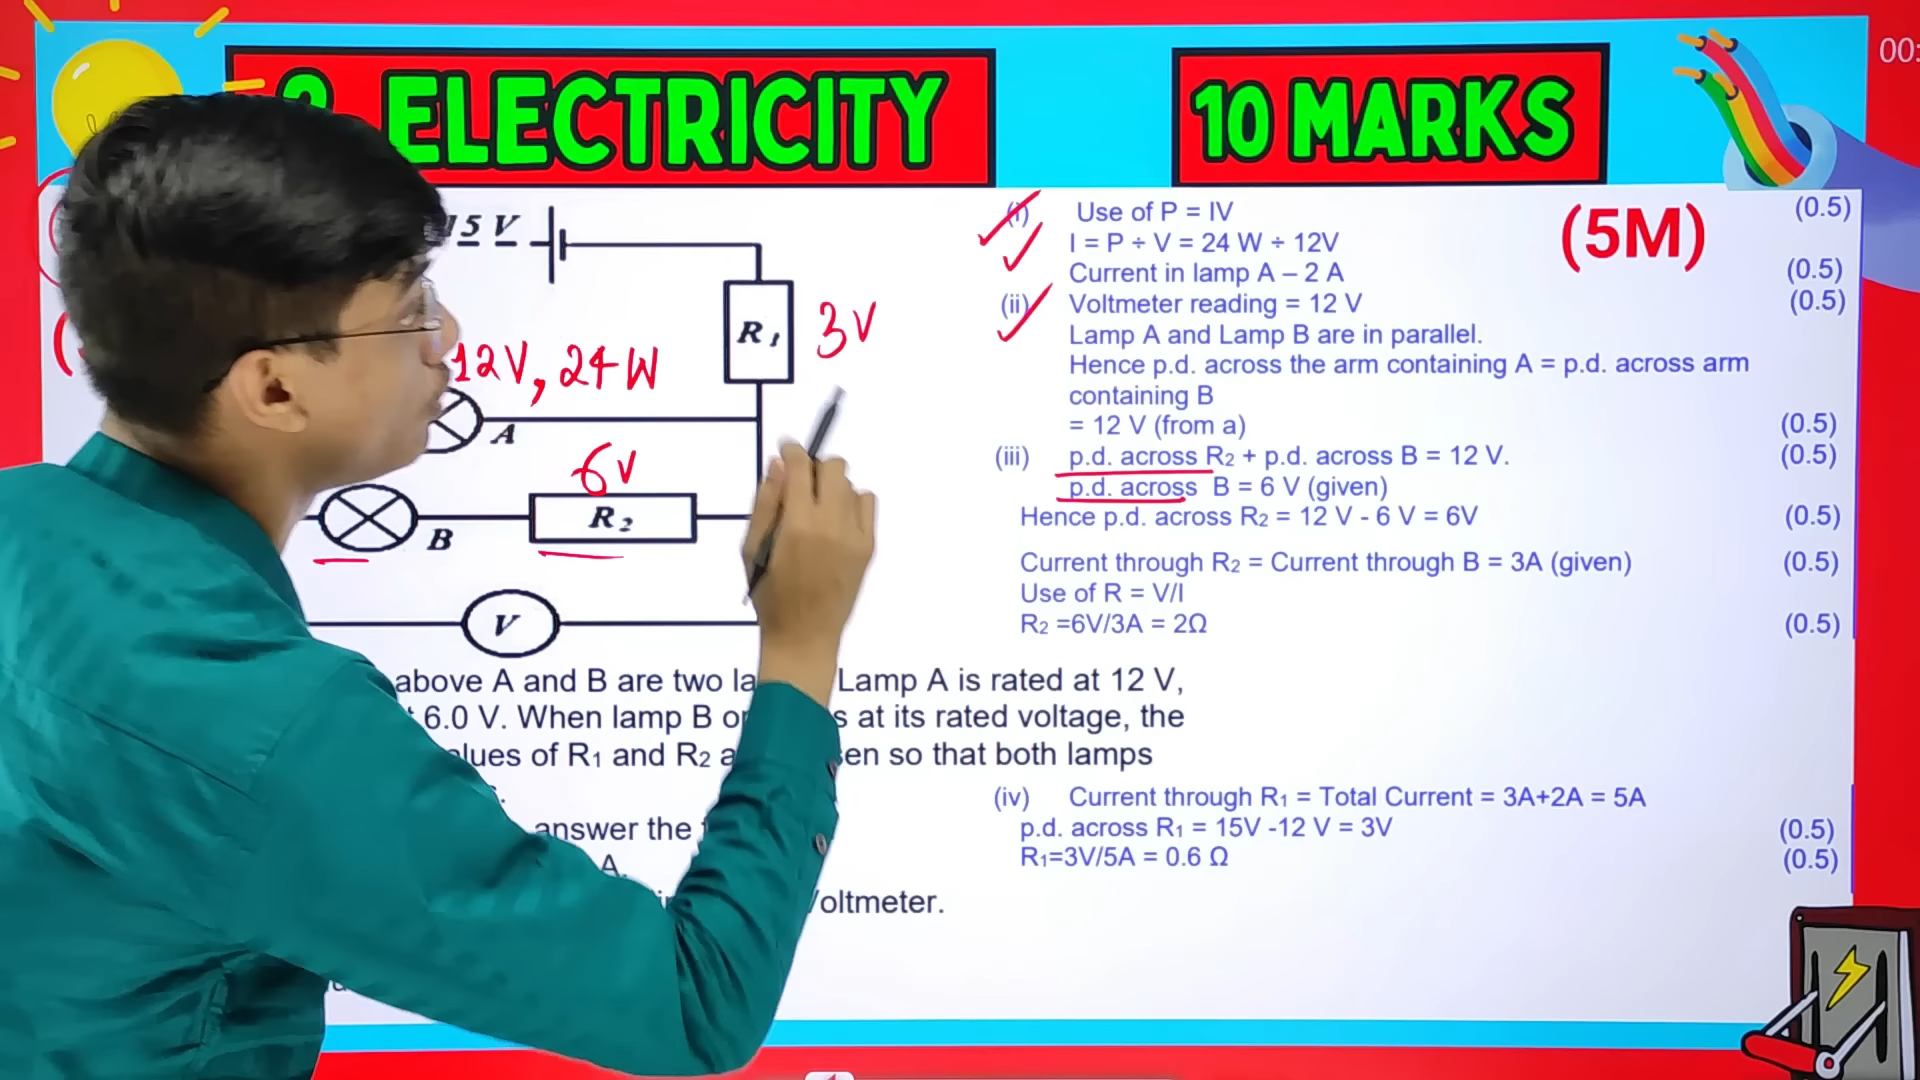 ELECTRICITY
10 MARKS
00:
15 V
R1
3V
12V, 24W
A
6V
B
R2
V
above A and B are two la Lamp A is rated at 12 V,
6.0 V. When lamp B op s at its rated voltage, the
alues of R1 and R2 a sen so that both lamps
answer the
A.
Voltmeter.
(5M)
(i) Use of P = IV (0.5)
I = P ÷ V = 24 W ÷ 12V
Current in lamp A – 2 A (0.5)
(ii) Voltmeter reading = 12 V (0.5)
Lamp A and Lamp B are in parallel.
Hence p.d. across the arm containing A = p.d. across arm
containing B
= 12 V (from a) (0.5)
(iii) p.d. across R2 + p.d. across B = 12 V. (0.5)
p.d. across B = 6 V (given)
Hence p.d. across R2 = 12 V - 6 V = 6V (0.5)
Current through R2 = Current through B = 3A (given) (0.5)
Use of R = V/I
R2 =6V/3A = 2Ω (0.5)
(iv) Current through R1 = Total Current = 3A+2A = 5A
p.d. across R1 = 15V -12 V = 3V (0.5)
R1=3V/5A = 0.6 Ω (0.5)